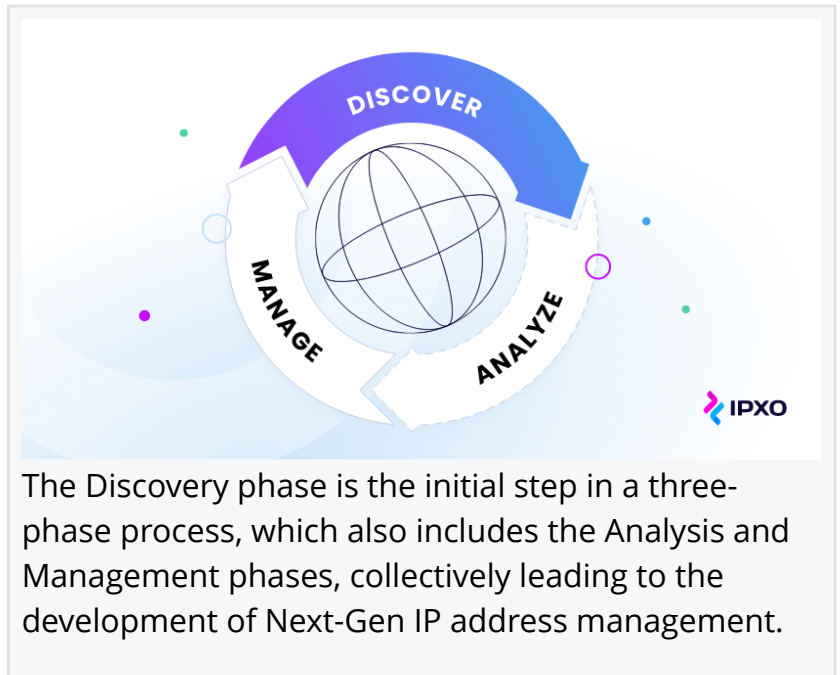 DISCOVER
MANAGE
ANALYZE
IPXO
The Discovery phase is the initial step in a three-
phase process, which also includes the Analysis and
Management phases, collectively leading to the
development of Next-Gen IP address management.